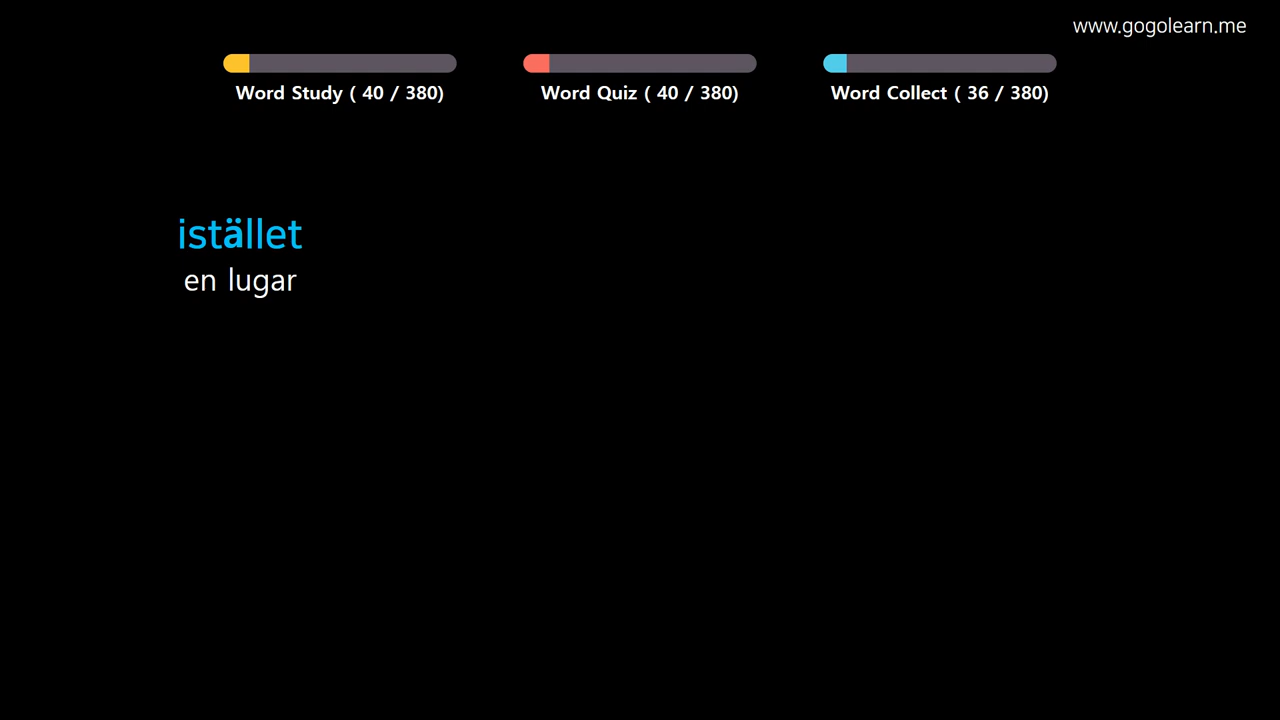 www.gogolearn.me
Word Study ( 40 / 380)
Word Quiz ( 40 / 380)
Word Collect ( 36 / 380)
istället
en lugar